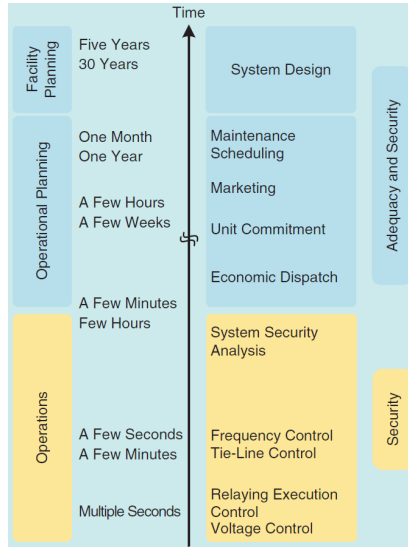 Time
Facility
Planning
Five Years
30 Years
System Design
Operational Planning
One Month
One Year
A Few Hours
A Few Weeks
A Few Minutes
Few Hours
Maintenance
Scheduling
Marketing
Unit Commitment
Economic Dispatch
Adequacy and Security
Operations
A Few Seconds
A Few Minutes
Multiple Seconds
System Security
Analysis
Frequency Control
Tie-Line Control
Relaying Execution
Control
Voltage Control
Security